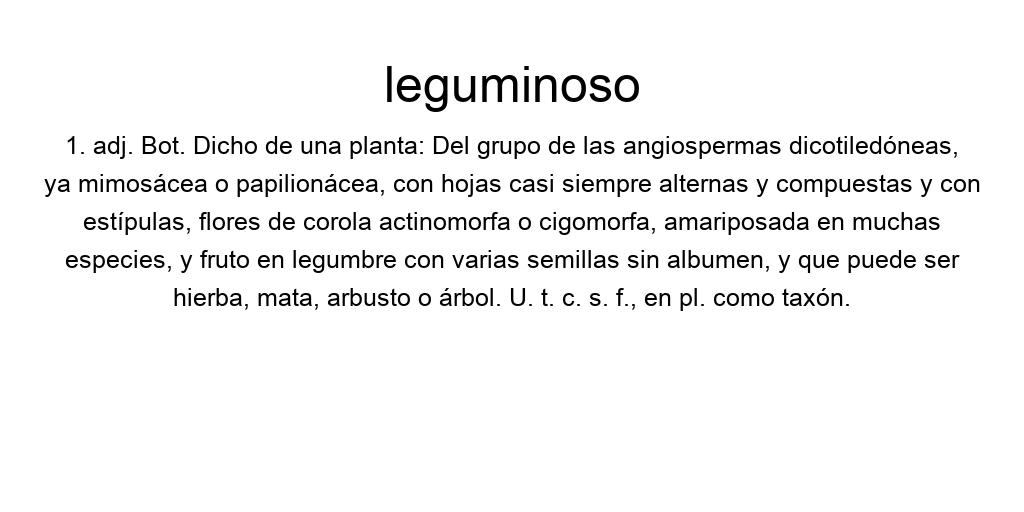 leguminoso
1. adj. Bot. Dicho de una planta: Del grupo de las angiospermas dicotiledóneas,
ya mimosácea o papilionácea, con hojas casi siempre alternas y compuestas y con
estípulas, flores de corola actinomorfa o cigomorfa, amariposada en muchas
especies, y fruto en legumbre con varias semillas sin albumen, y que puede ser
hierba, mata, arbusto o árbol. U. t. c. s. f., en pl. como taxón.